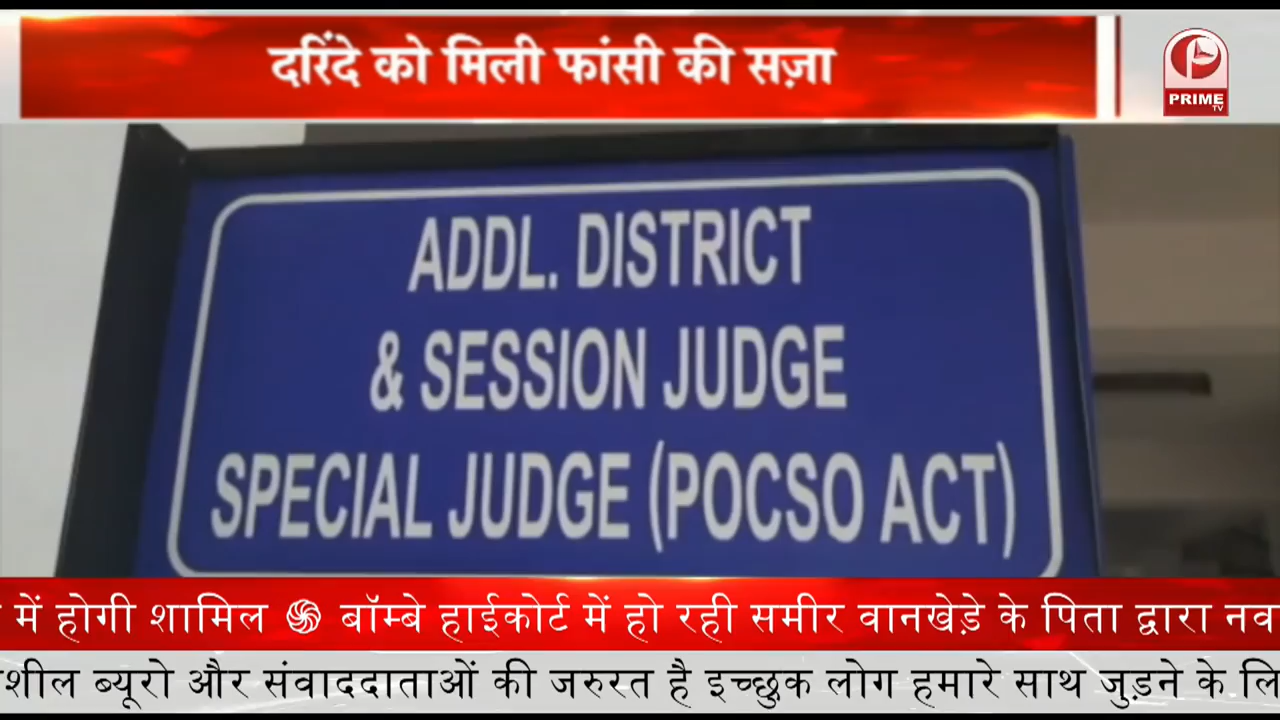 दरिंदे को मिली फांसी की सज़ा
PRIME
TV
ADDL. DISTRICT
& SESSION JUDGE
SPECIAL JUDGE (POCSO ACT)
में होगी शामिल ֍ बॉम्बे हाईकोर्ट में हो रही समीर वानखेड़े के पिता द्वारा नव
शील ब्यूरो और संवाददाताओं की जरुरत है इच्छुक लोग हमारे साथ जुड़ने के लि